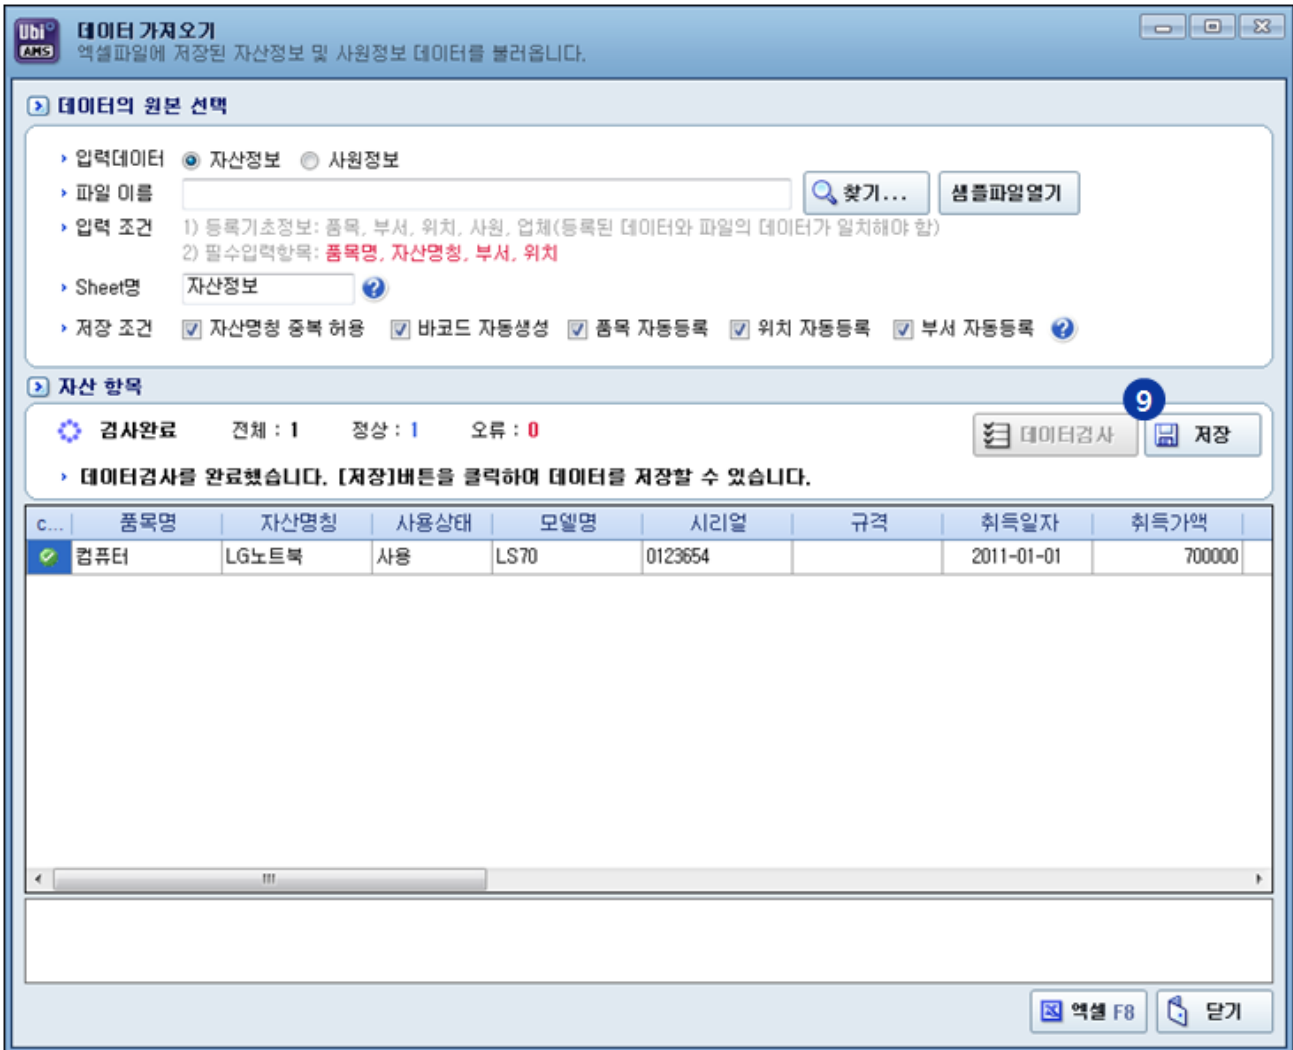 Ubi
AMS
데이터 가져오기
엑셀파일에 저장된 자산정보 및 사원정보 데이터를 불러옵니다.
데이터의 원본 선택
입력데이터 자산정보 사원정보
파일 이름 찾기... 샘플파일열기
입력 조건 1) 등록기초정보: 품목, 부서, 위치, 사원, 업체(등록된 데이터와 파일의 데이터가 일치해야 함)
2) 필수입력항목: 품목명, 자산명칭, 부서, 위치
Sheet명 자산정보
저장 조건 자산명칭 중복 허용 바코드 자동생성 품목 자동등록 위치 자동등록 부서 자동등록
자산 항목
9
검사완료 전체 : 1 정상 : 1 오류 : 0 데이터검사 저장
데이터검사를 완료했습니다. [저장]버튼을 클릭하여 데이터를 저장할 수 있습니다.
c... 품목명 자산명칭 사용상태 모델명 시리얼 규격 취득일자 취득가액
컴퓨터 LG노트북 사용 LS70 0123654 2011-01-01 700000
엑셀 F8 닫기